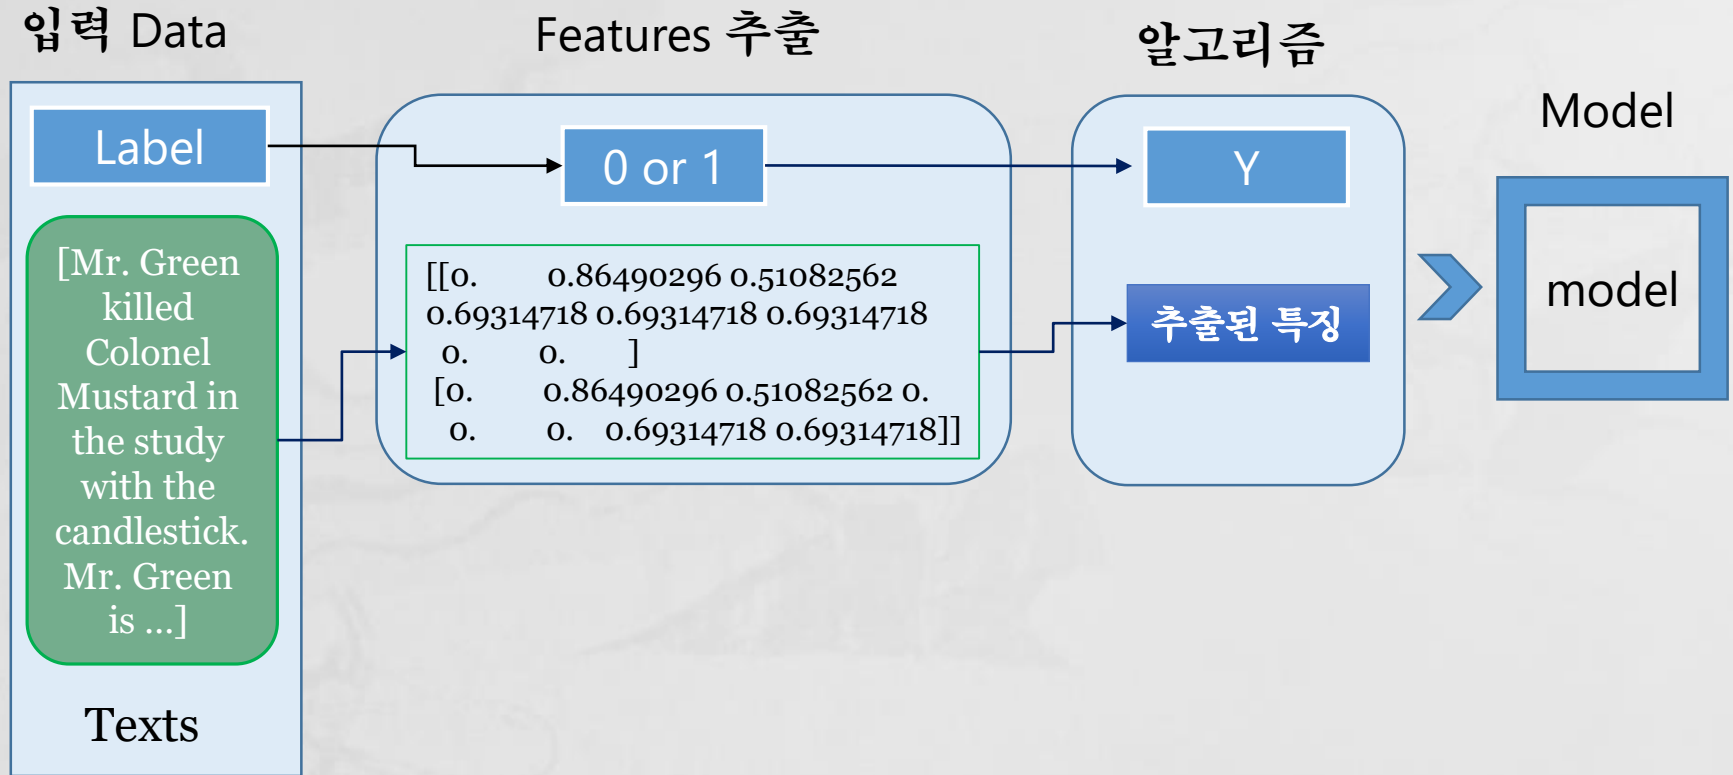 입력 Data
Label
[Mr. Green
killed
Colonel
Mustard in
the study
with the
candlestick.
Mr. Green
is ...]
Texts
Features 추출
0 or 1
[[0. 0.86490296 0.51082562
0.69314718 0.69314718 0.69314718
0. 0. ]
[0. 0.86490296 0.51082562 0.
0. 0. 0.69314718 0.69314718]]
알고리즘
Y
추출된 특징
Model
model